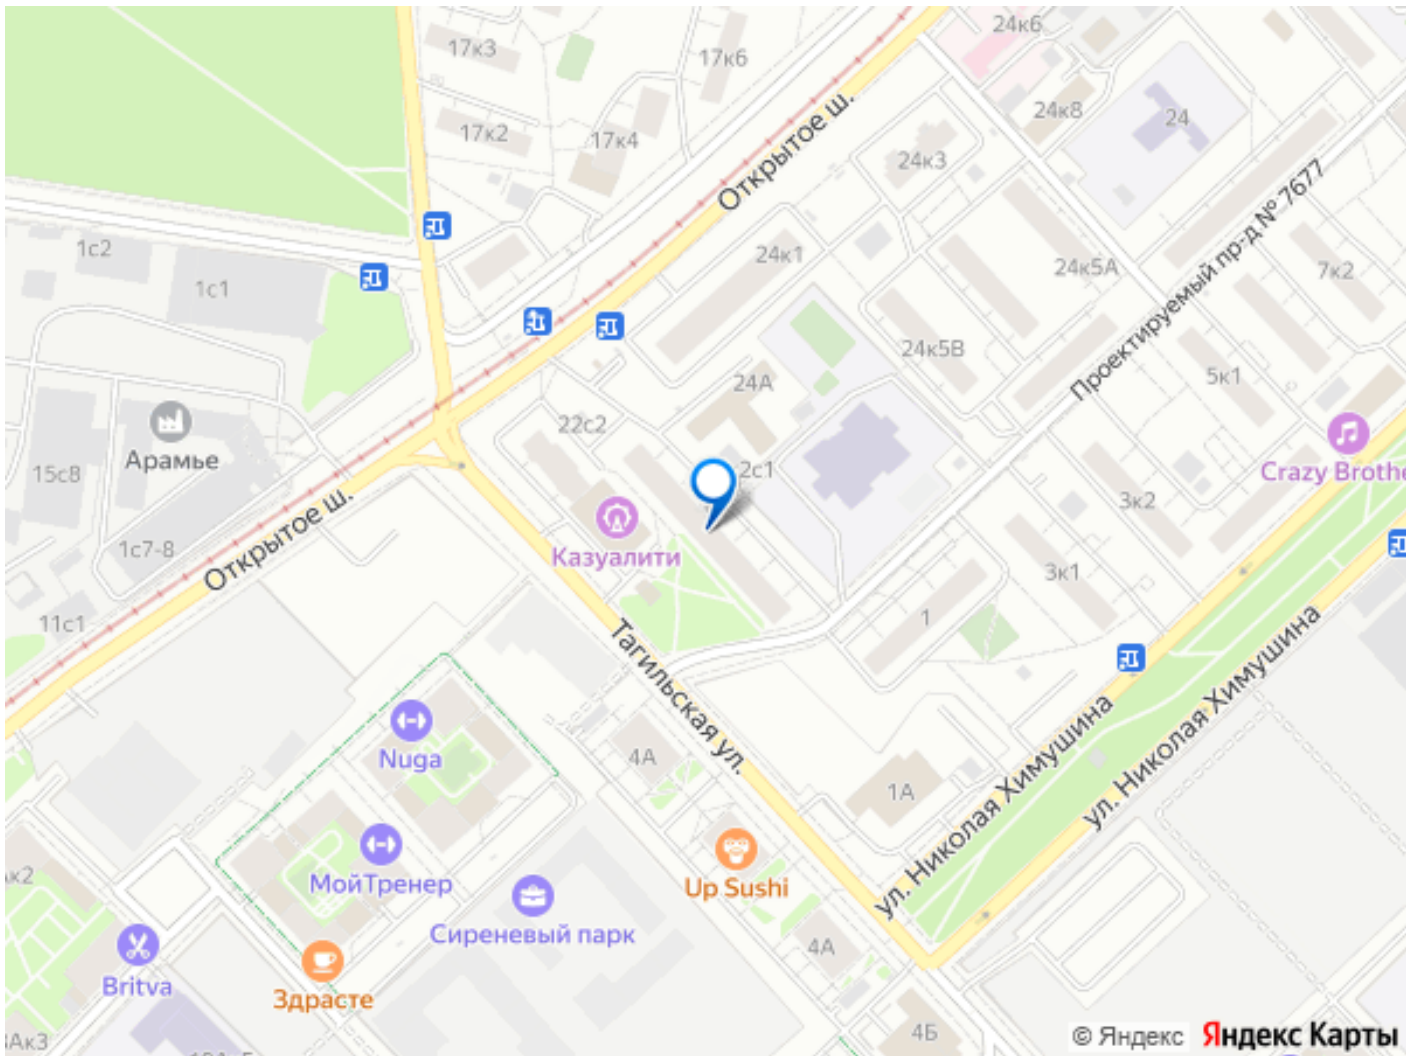 24к6
17к3
17к6
24к8
24
17к2
17к4
Открытое ш.
24к3
Проектируемый пр-д № 7677
1с2
24к1
24к5А
7к2
1с1
24к5В
5к1
24А
22с2
Crazy Brothe
Арамье
15с8
2с1
3к2
Казуалити
1с7-8
Открытое ш.
3к1
11с1
1
Тагильская ул.
ул. Николая Химушина
ул. Николая Химушина
Nuga
4А
1А
МойТренер
Up Sushi
Ак2
Сиреневый парк
4А
Britva
Здрасте
4Б
3Ак3
© Яндекс Яндекс Карты